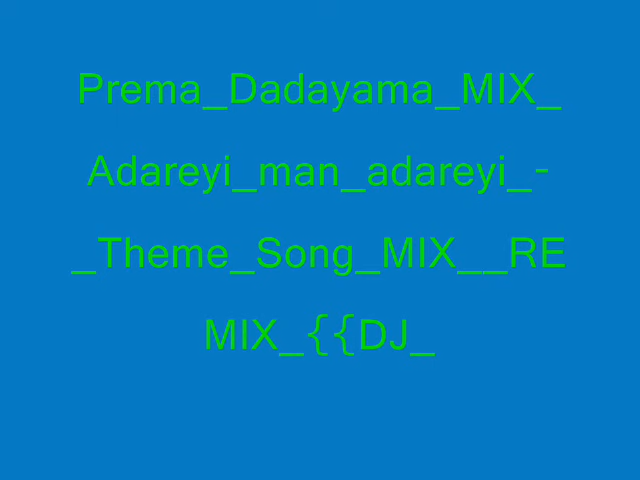 Prema_Dadayama_MIX_
Adareyi_man_adareyi_-
_Theme_Song_MIX__RE
MIX_{{DJ_